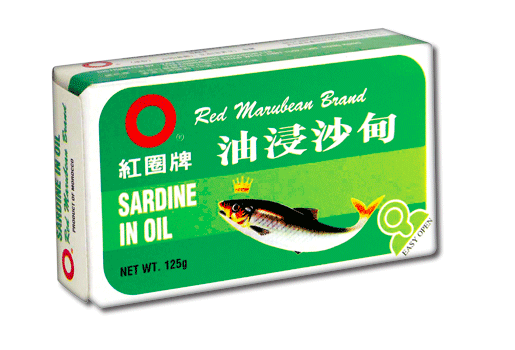 Red Marubean Brand
®
紅圈牌
油浸沙甸
SARDINE
IN OIL
NET WT. 125g
EASY OPEN
SARDINE IN OIL
Red Marubean Brand
PRODUCT OF MOROCCO